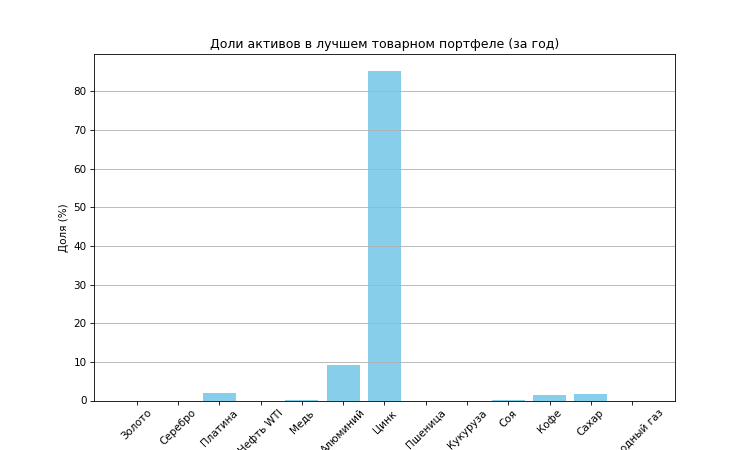 Доли активов в лучшем товарном портфеле (за год)
Доля (%)
80
70
60
50
40
30
20
10
0
Золото
Серебро
Платина
Нефть WTI
Медь
Алюминий
Цинк
Пшеница
Кукуруза
Соя
Кофе
Сахар
газ